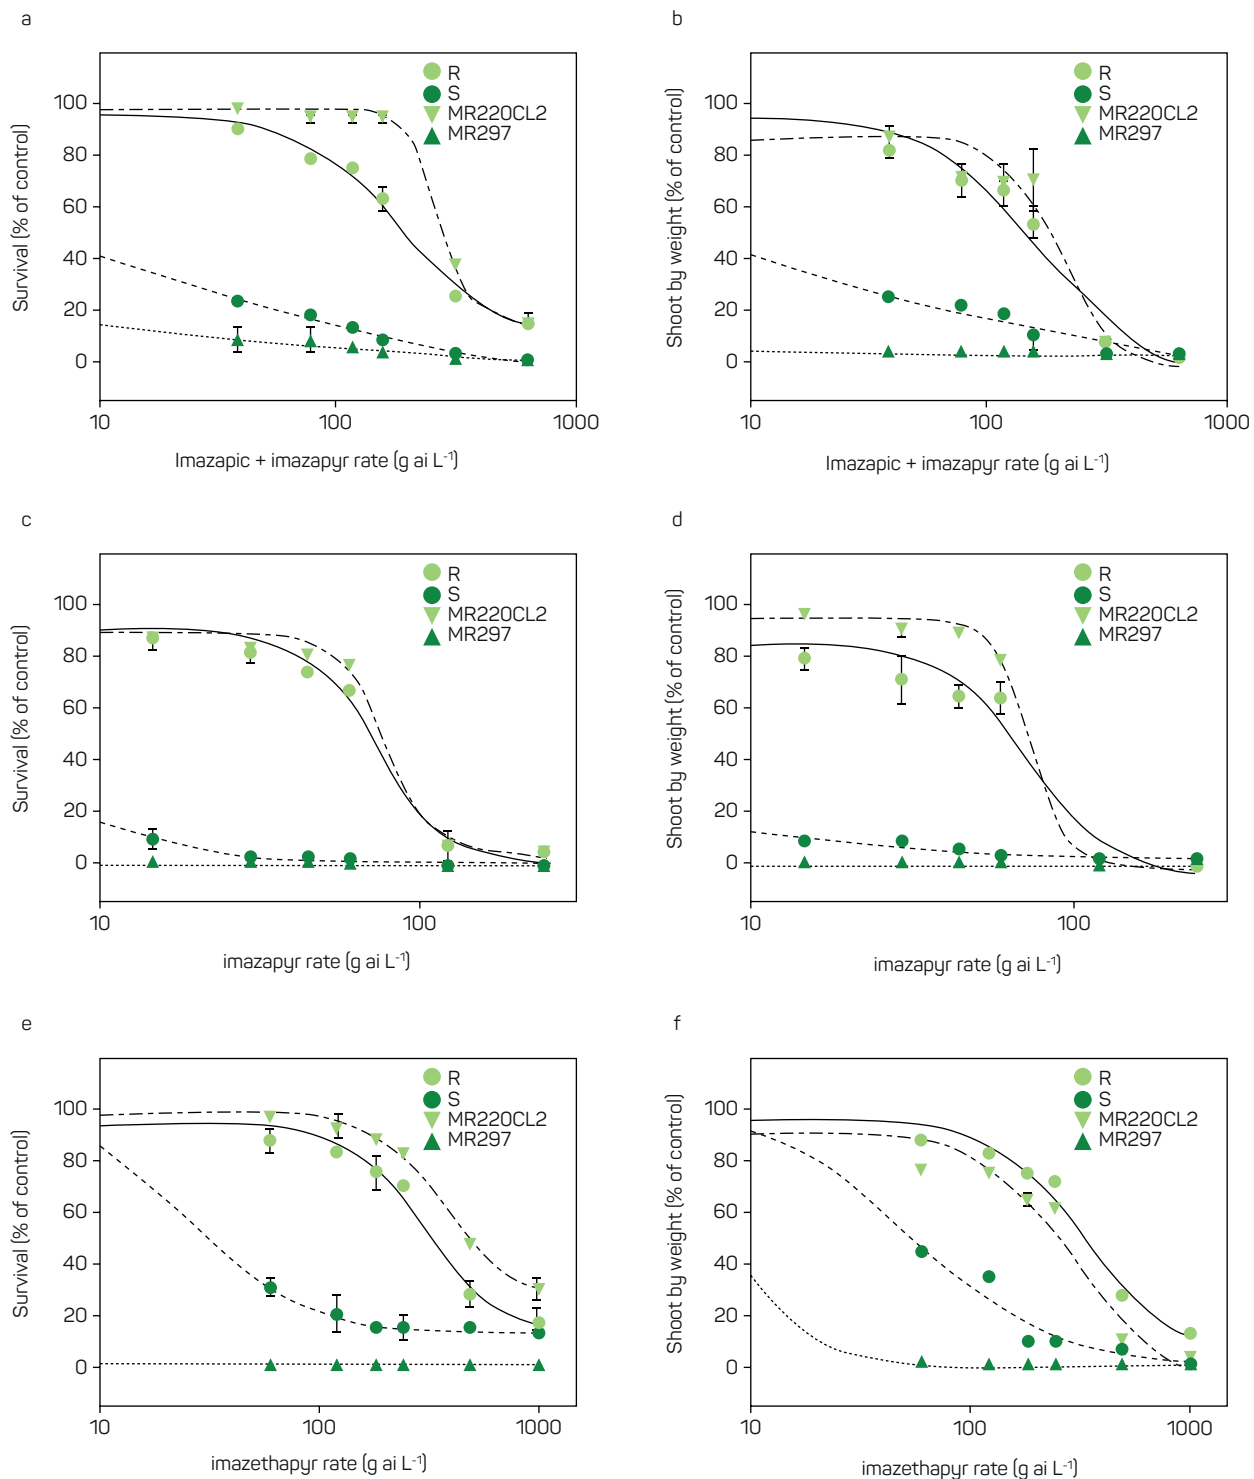 a
R
S
MR220CL2
MR297
100
80
60
40
20
0
Survival (% of control)
10
100
1000
Imazapic + imazapyr rate (g ai L-1)
b
R
S
MR220CL2
MR297
100
80
60
40
20
0
Shoot by weight (% of control)
10
100
1000
Imazapic + imazapyr rate (g ai L-1)
c
R
S
MR220CL2
MR297
100
80
60
40
20
0
Survival (% of control)
10
100
imazapyr rate (g ai L-1)
d
R
S
MR220CL2
MR297
100
80
60
40
20
0
Shoot by weight (% of control)
10
100
imazapyr rate (g ai L-1)
e
R
S
MR220CL2
MR297
100
80
60
40
20
0
Survival (% of control)
10
100
1000
imazethapyr rate (g ai L-1)
f
R
S
MR220CL2
MR297
100
80
60
40
20
0
Shoot by weight (% of control)
10
100
1000
imazethapyr rate (g ai L-1)